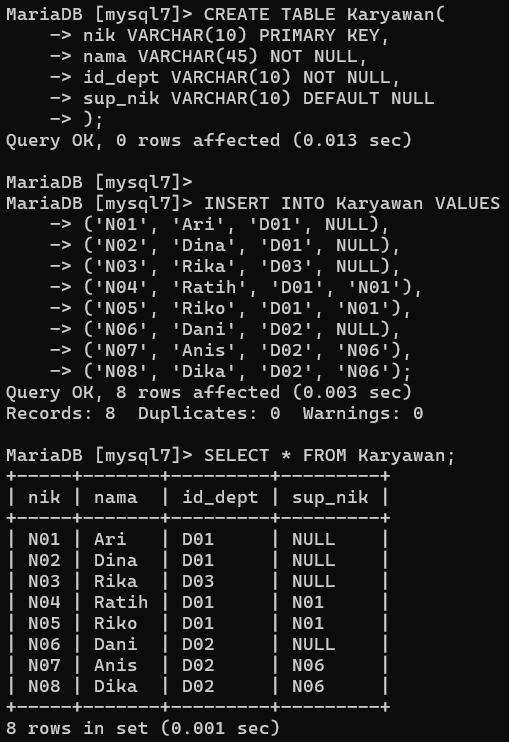 MariaDB [mysql7]> CREATE TABLE Karyawan(
    -> nik VARCHAR(10) PRIMARY KEY,
    -> nama VARCHAR(45) NOT NULL,
    -> id_dept VARCHAR(10) NOT NULL,
    -> sup_nik VARCHAR(10) DEFAULT NULL
    -> );
Query OK, 0 rows affected (0.013 sec)

MariaDB [mysql7]>
MariaDB [mysql7]> INSERT INTO Karyawan VALUES
    -> ('N01', 'Ari', 'D01', NULL),
    -> ('N02', 'Dina', 'D01', NULL),
    -> ('N03', 'Rika', 'D03', NULL),
    -> ('N04', 'Ratih', 'D01', 'N01'),
    -> ('N05', 'Riko', 'D01', 'N01'),
    -> ('N06', 'Dani', 'D02', NULL),
    -> ('N07', 'Anis', 'D02', 'N06'),
    -> ('N08', 'Dika', 'D02', 'N06');
Query OK, 8 rows affected (0.003 sec)
Records: 8  Duplicates: 0  Warnings: 0

MariaDB [mysql7]> SELECT * FROM Karyawan;
+-----+-------+---------+---------+
| nik | nama  | id_dept | sup_nik |
+-----+-------+---------+---------+
| N01 | Ari   | D01     | NULL    |
| N02 | Dina  | D01     | NULL    |
| N03 | Rika  | D03     | NULL    |
| N04 | Ratih | D01     | N01     |
| N05 | Riko  | D01     | N01     |
| N06 | Dani  | D02     | NULL    |
| N07 | Anis  | D02     | N06     |
| N08 | Dika  | D02     | N06     |
+-----+-------+---------+---------+
8 rows in set (0.001 sec)